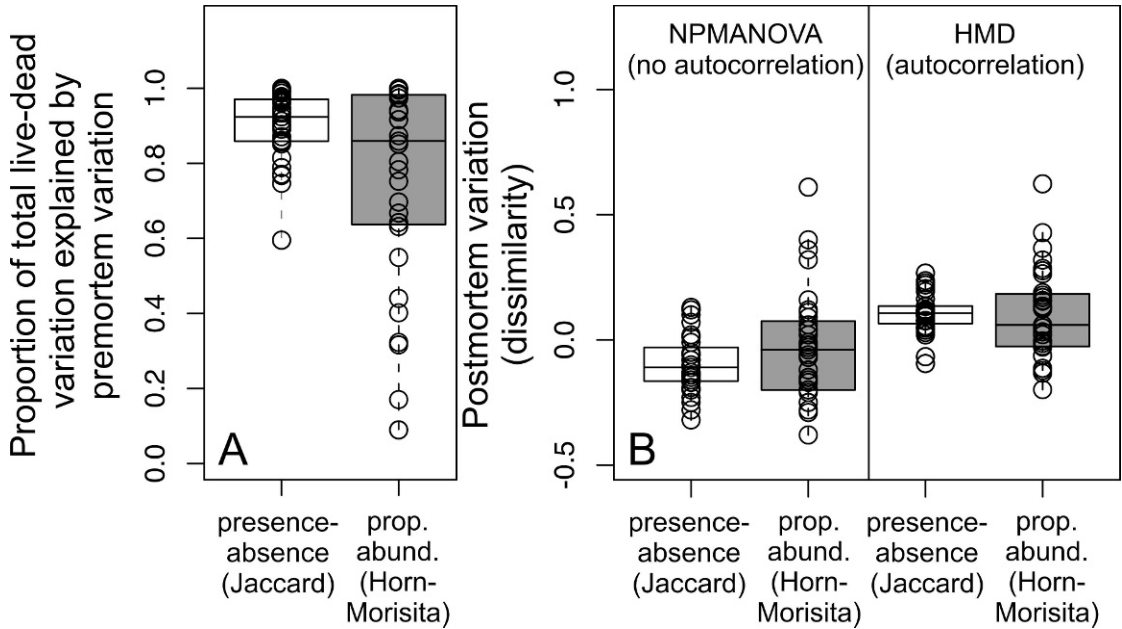 Proportion of total live-dead
variation explained by
premortem variation
1.0
0.8
0.6
0.4
0.2
0.0
A
presence-
absence
(Jaccard)
prop.
abund.
(Horn-
Morisita)
Postmortem variation
(dissimilarity)
1.0
0.5
0.0
-0.5
NPMANOVA
(no autocorrelation)
HMD
(autocorrelation)
B
presence-
absence
(Jaccard)
prop.
abund.
(Horn-
Morisita)
presence-
absence
(Jaccard)
prop.
abund.
(Horn-
Morisita)